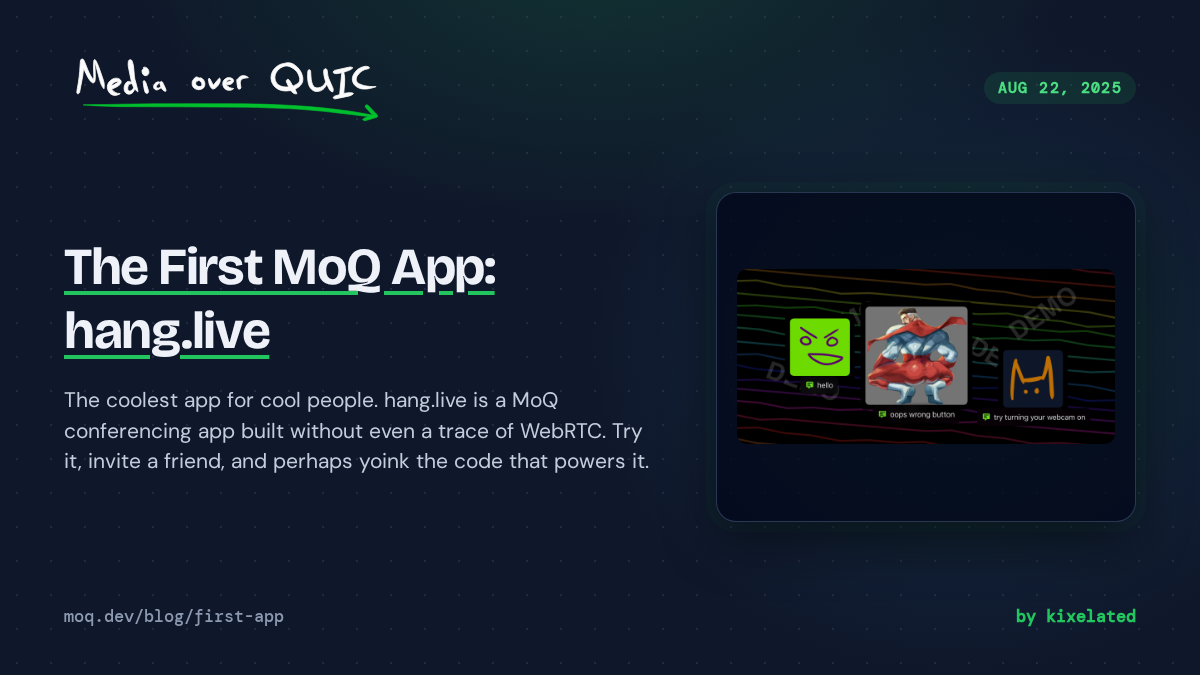 Media over QUIC
AUG 22, 2025
The First MoQ App:
hang.live
The coolest app for cool people. hang.live is a MoQ
conferencing app built without even a trace of WebRTC. Try
it, invite a friend, and perhaps yoink the code that powers it.
DEMO
hello
oops wrong button
try turning your webcam on
moq.dev/blog/first-app
by kixelated